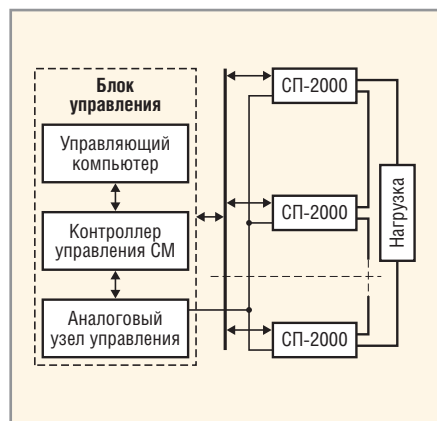 Блок
управления
Управляющий
компьютер
Контроллер
управления СМ
Аналоговый
узел управления
СП-2000
СП-2000
СП-2000
Нагрузка